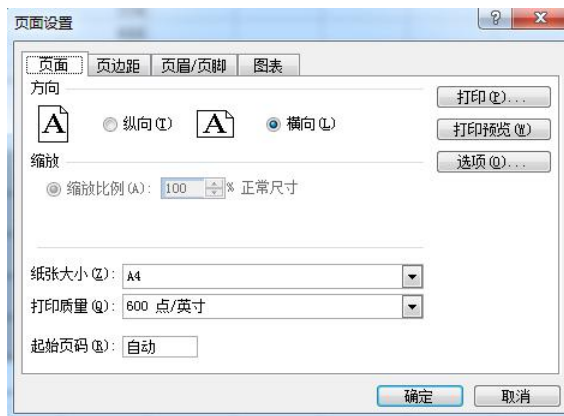 页面设置
页面 页边距 页眉/页脚 图表
方向
打印(P)...
A 纵向(T) A 横向(L)
打印预览(W)
缩放
选项(O)...
缩放比例(A): 100 % 正常尺寸
纸张大小(Z): A4
打印质量(Q): 600 点/英寸
起始页码(R): 自动
确定 取消